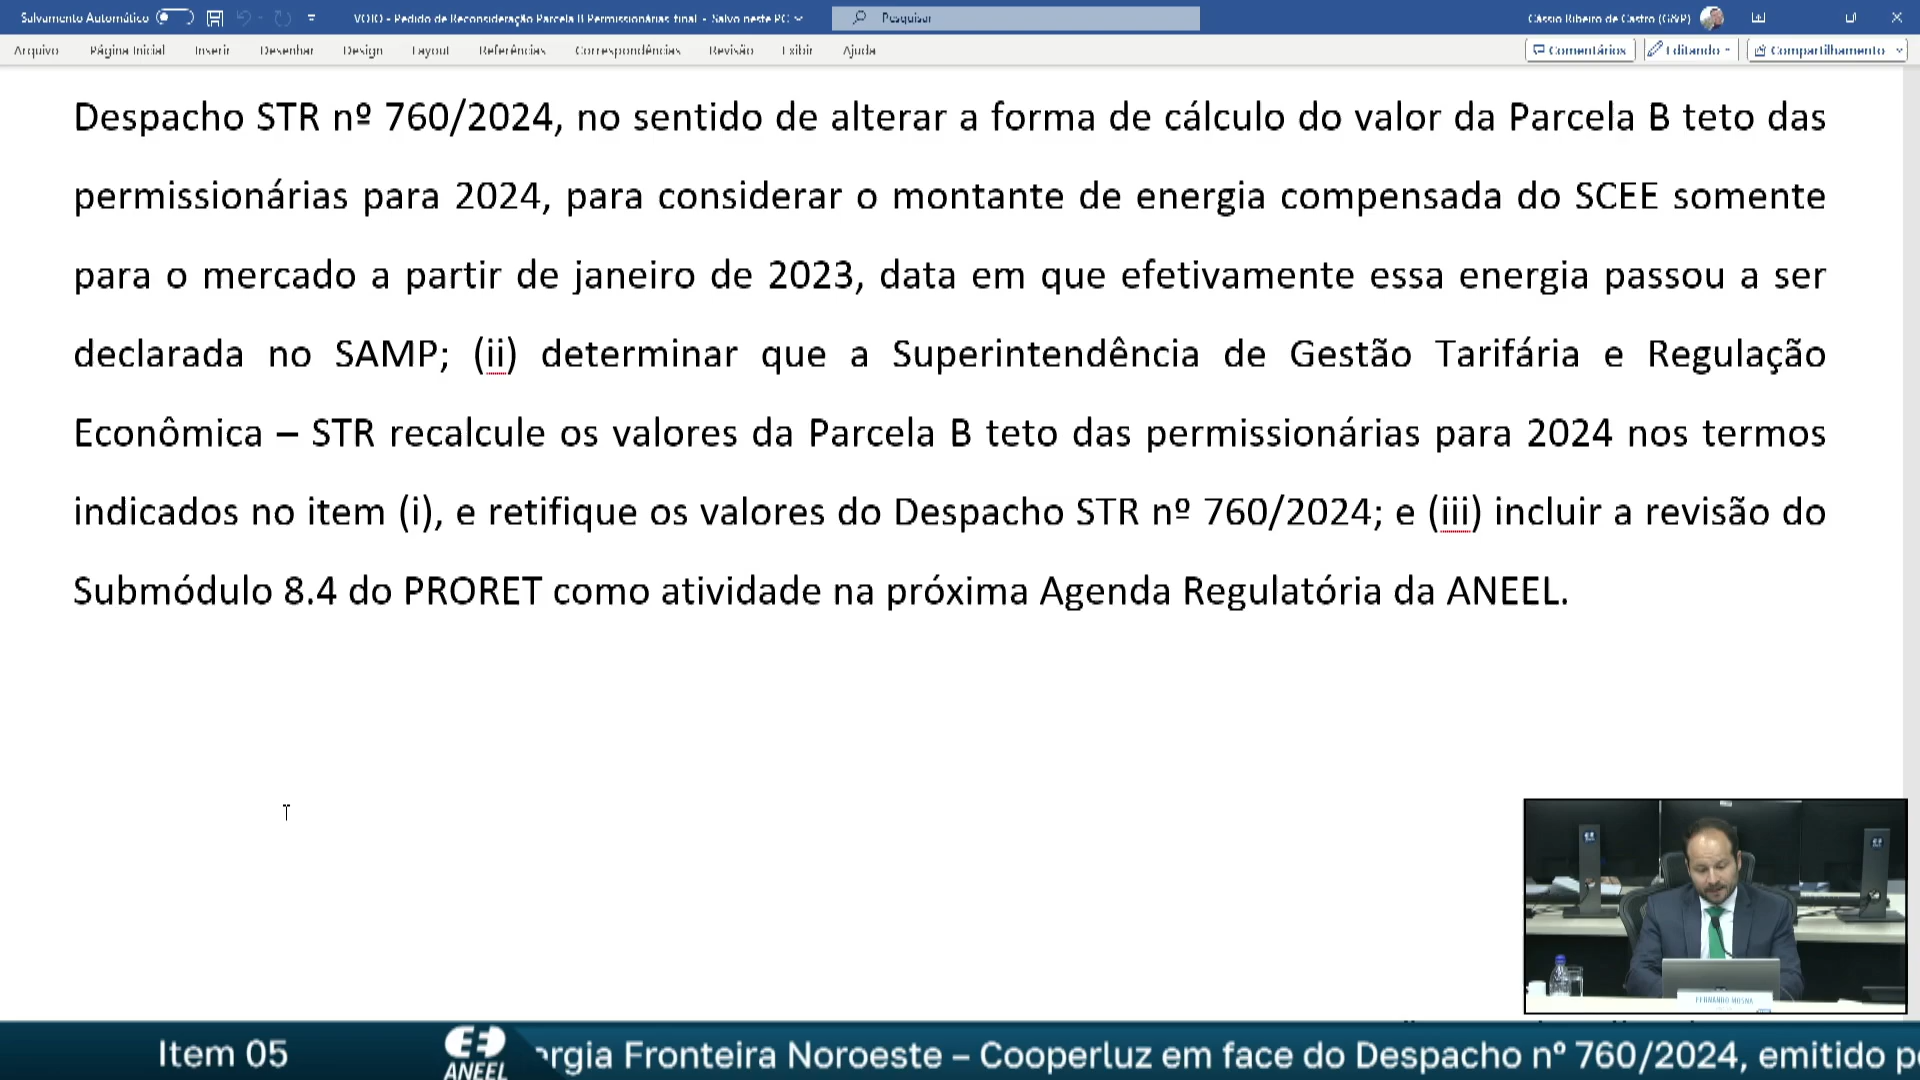 Salvamento Automático
VOTO - Pedido de Reconsideração Parcela B Permissionárias final - Salvo neste PC
Pesquisar
Cássio Ribeiro de Castro (G&P)
Arquivo Página Inicial Inserir Desenhar Design Layout Referências Correspondências Revisão Exibir Ajuda
Comentários Editando Compartilhamento
Despacho STR nº 760/2024, no sentido de alterar a forma de cálculo do valor da Parcela B teto das
permissionárias para 2024, para considerar o montante de energia compensada do SCEE somente
para o mercado a partir de janeiro de 2023, data em que efetivamente essa energia passou a ser
declarada no SAMP; (ii) determinar que a Superintendência de Gestão Tarifária e Regulação
Econômica – STR recalcule os valores da Parcela B teto das permissionárias para 2024 nos termos
indicados no item (i), e retifique os valores do Despacho STR nº 760/2024; e (iii) incluir a revisão do
Submódulo 8.4 do PRORET como atividade na próxima Agenda Regulatória da ANEEL.
FERNANDO MOSNA
Item 05
ANEEL
rgia Fronteira Noroeste – Cooperluz em face do Despacho nº 760/2024, emitido p